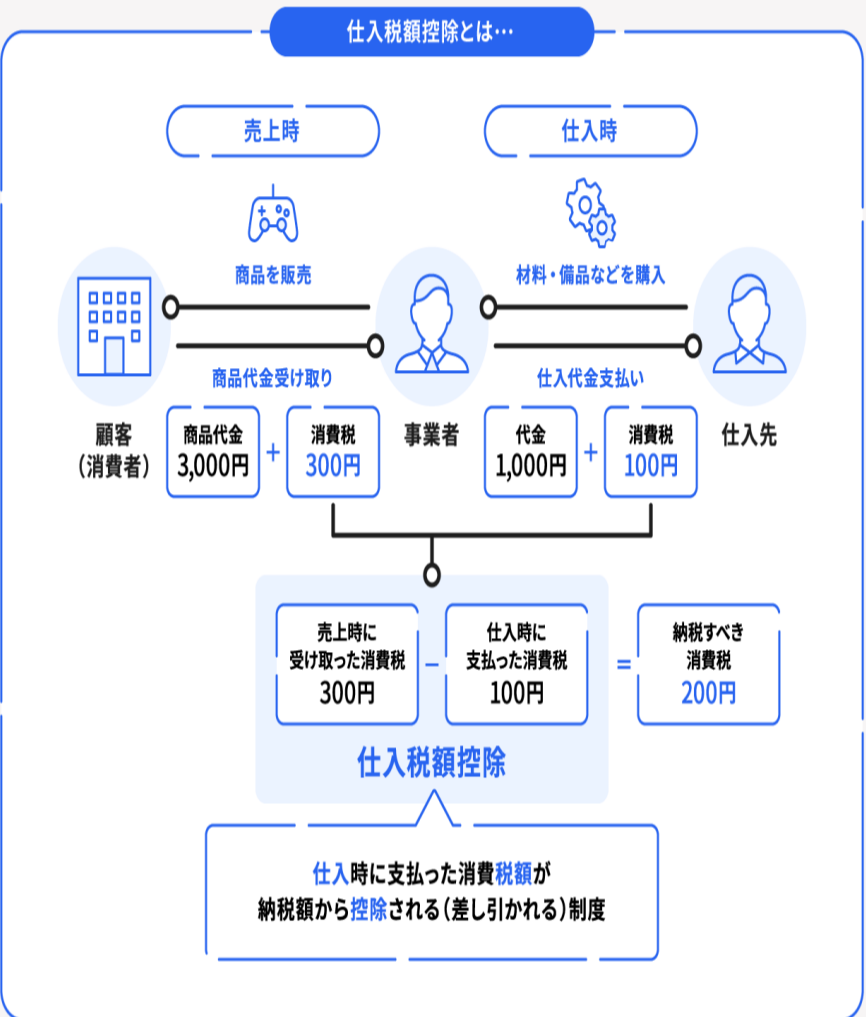 仕入税額控除とは…
売上時
仕入時
商品を販売
材料・備品などを購入
商品代金受け取り
仕入代金支払い
顧客
（消費者）
商品代金
3,000円
+
消費税
300円
事業者
代金
1,000円
+
消費税
100円
仕入先
売上時に
受け取った消費税
300円
−
仕入時に
支払った消費税
100円
=
納税すべき
消費税
200円
仕入税額控除
仕入時に支払った消費税額が
納税額から控除される（差し引かれる）制度